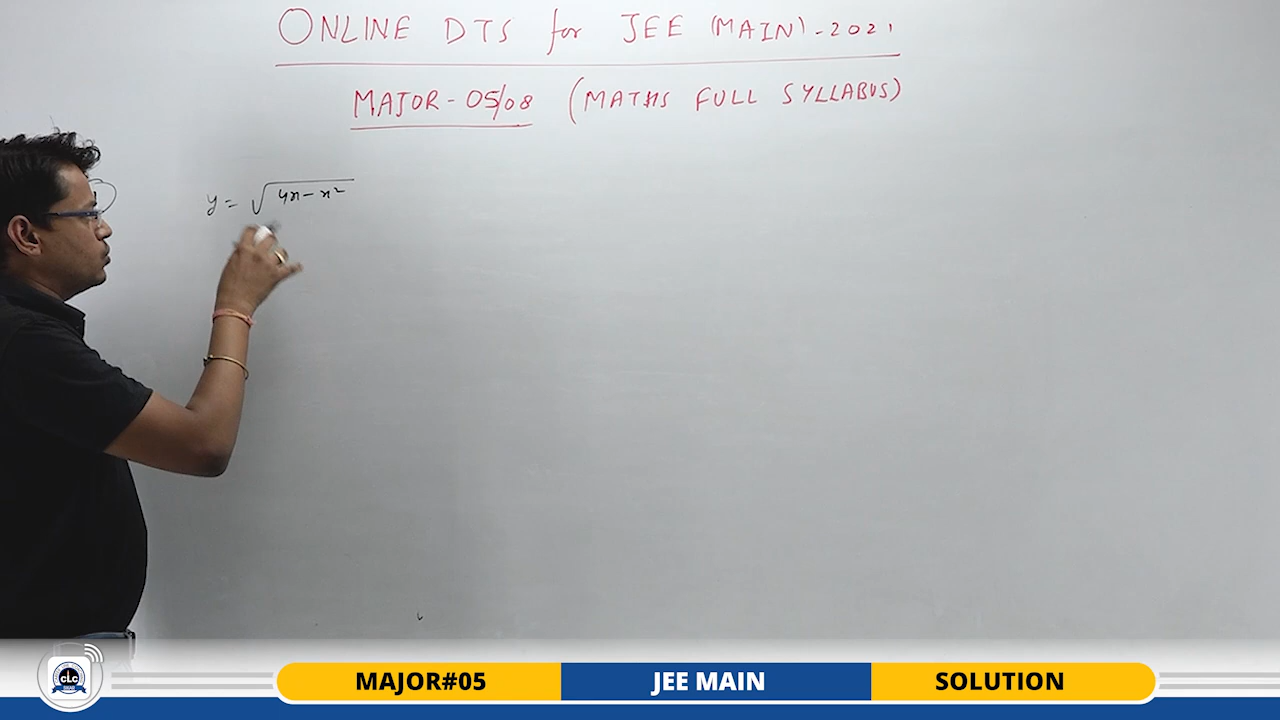 ONLINE DTS for JEE (MAIN) - 2021
MAJOR - 05/08 (MATHS FULL SYLLABUS)
y = √4x - x²
CLC
MAJOR#05 JEE MAIN SOLUTION